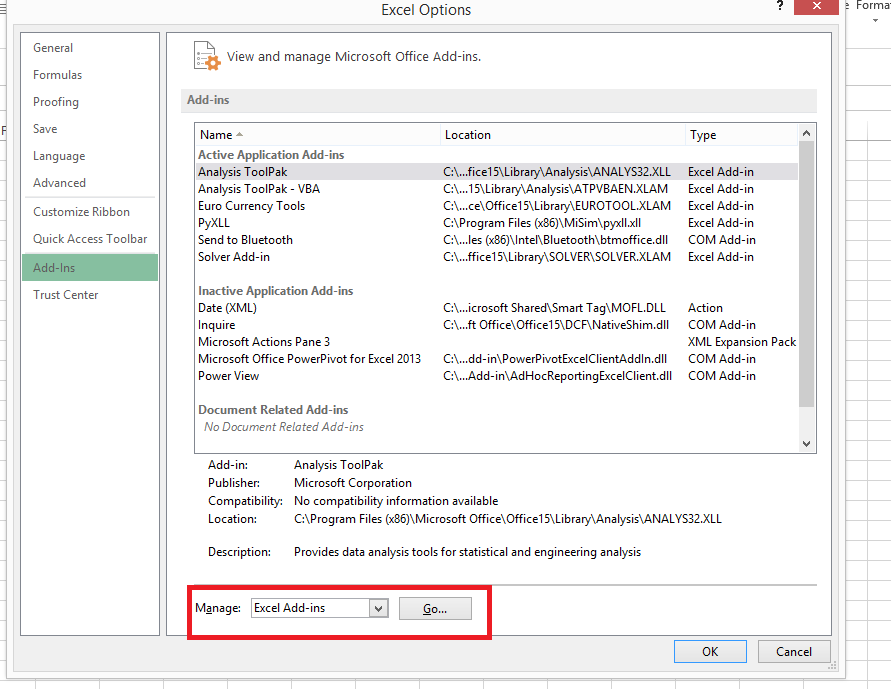 Excel Options
?
e Forma
General
Formulas
Proofing
Save
Language
Advanced
Customize Ribbon
Quick Access Toolbar
Add-Ins
Trust Center
View and manage Microsoft Office Add-ins.
Add-ins
Name Location Type
Active Application Add-ins
Analysis ToolPak C:\...fice15\Library\Analysis\ANALYS32.XLL Excel Add-in
Analysis ToolPak - VBA C:\...15\Library\Analysis\ATPVBAEN.XLAM Excel Add-in
Euro Currency Tools C:\...ce\Office15\Library\EUROTOOL.XLAM Excel Add-in
PyXLL C:\Program Files (x86)\MiSim\pyxll.xll Excel Add-in
Send to Bluetooth C:\...les (x86)\Intel\Bluetooth\btmoffice.dll COM Add-in
Solver Add-in C:\...ffice15\Library\SOLVER\SOLVER.XLAM Excel Add-in
Inactive Application Add-ins
Date (XML) C:\...icrosoft Shared\Smart Tag\MOFL.DLL Action
Inquire C:\...ft Office\Office15\DCF\NativeShim.dll COM Add-in
Microsoft Actions Pane 3 XML Expansion Pack
Microsoft Office PowerPivot for Excel 2013 C:\...dd-in\PowerPivotExcelClientAddIn.dll COM Add-in
Power View C:\...Add-in\AdHocReportingExcelClient.dll COM Add-in
Document Related Add-ins
No Document Related Add-ins
Add-in: Analysis ToolPak
Publisher: Microsoft Corporation
Compatibility: No compatibility information available
Location: C:\Program Files (x86)\Microsoft Office\Office15\Library\Analysis\ANALYS32.XLL
Description: Provides data analysis tools for statistical and engineering analysis
Manage: Excel Add-ins Go...
OK Cancel